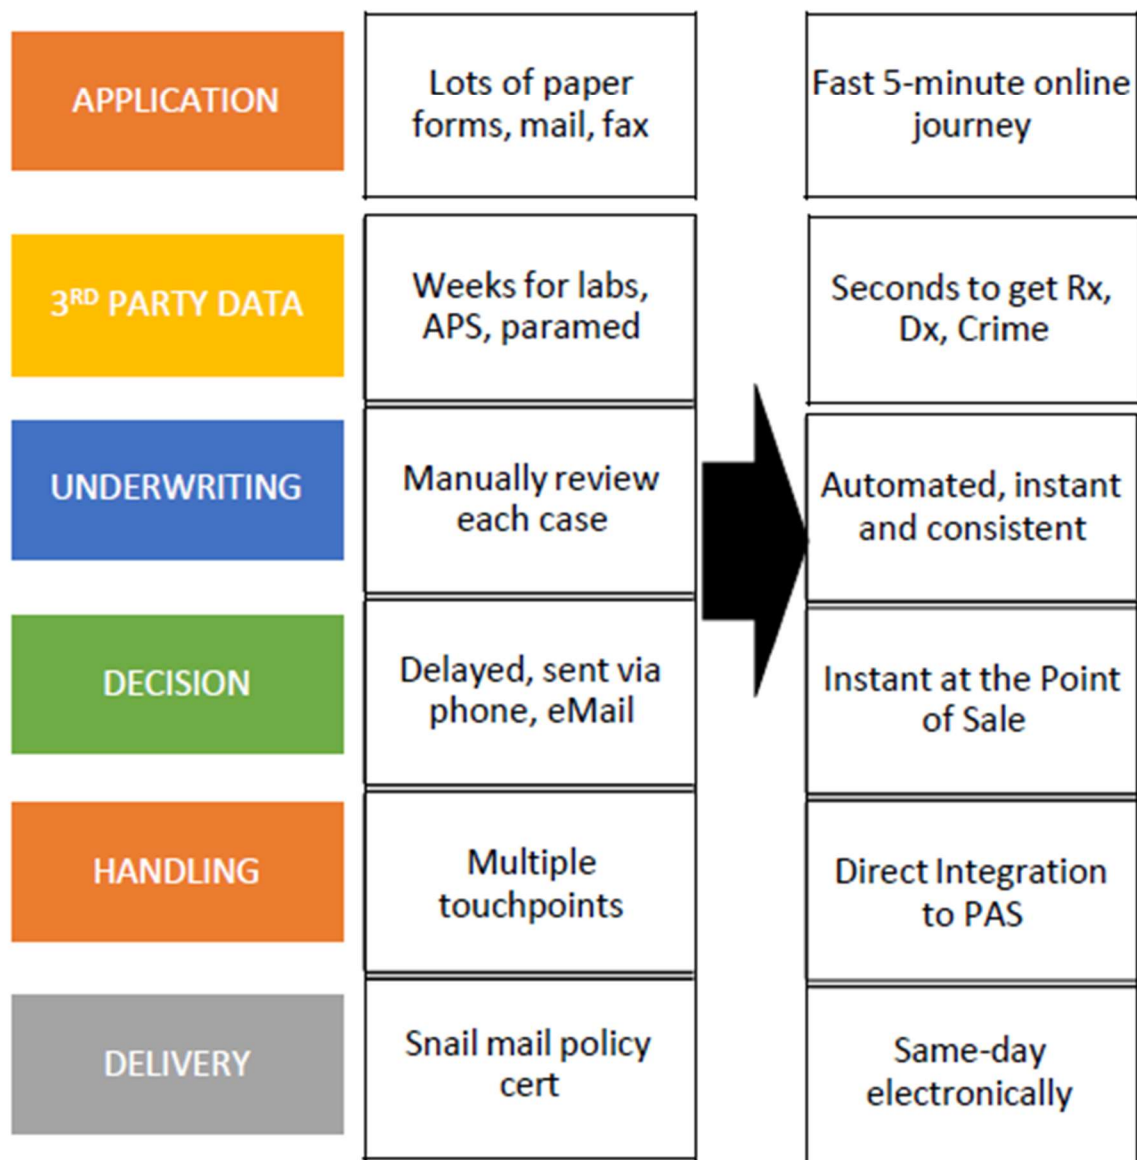 APPLICATION
Lots of paper
forms, mail, fax
Fast 5-minute online
journey
3RD PARTY DATA
Weeks for labs,
APS, paramed
Seconds to get Rx,
Dx, Crime
UNDERWRITING
Manually review
each case
Automated, instant
and consistent
DECISION
Delayed, sent via
phone, eMail
Instant at the Point
of Sale
HANDLING
Multiple
touchpoints
Direct Integration
to PAS
DELIVERY
Snail mail policy
cert
Same-day
electronically